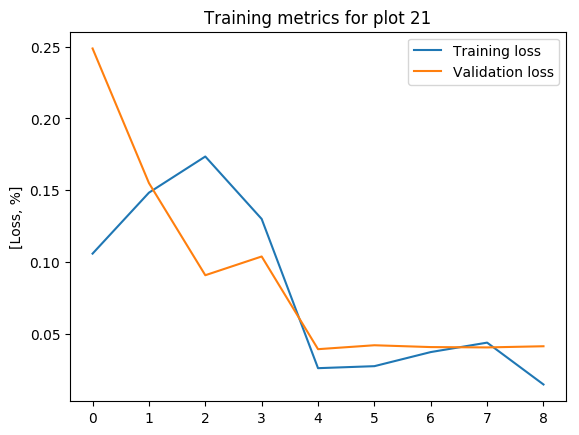 Training metrics for plot 21
0.25
0.20
0.15
0.10
0.05
[Loss, %]
Training loss
Validation loss
0 1 2 3 4 5 6 7 8